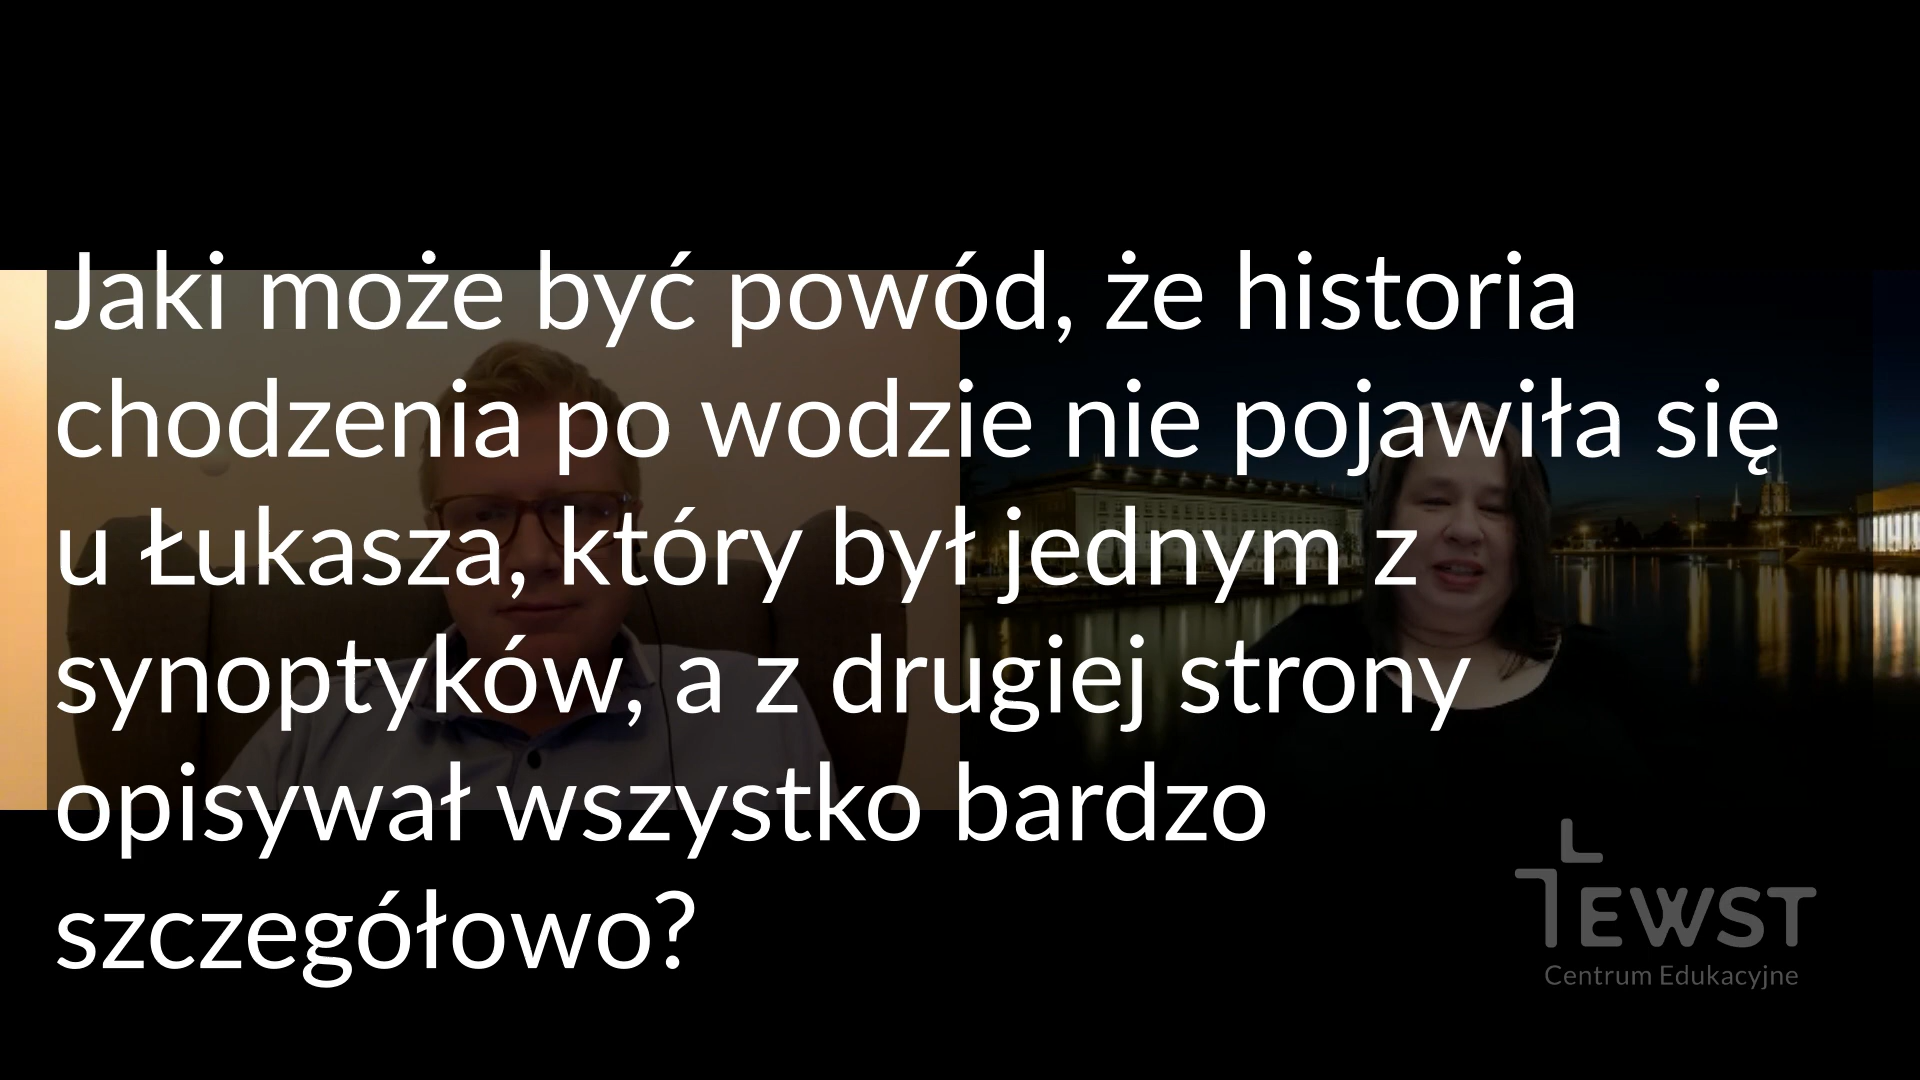 Jaki może być powód, że historia
chodzenia po wodzie nie pojawiła się
u Łukasza, który był jednym z
synoptyków, a z drugiej strony
opisywał wszystko bardzo
szczegółowo?
EWST
Centrum Edukacyjne